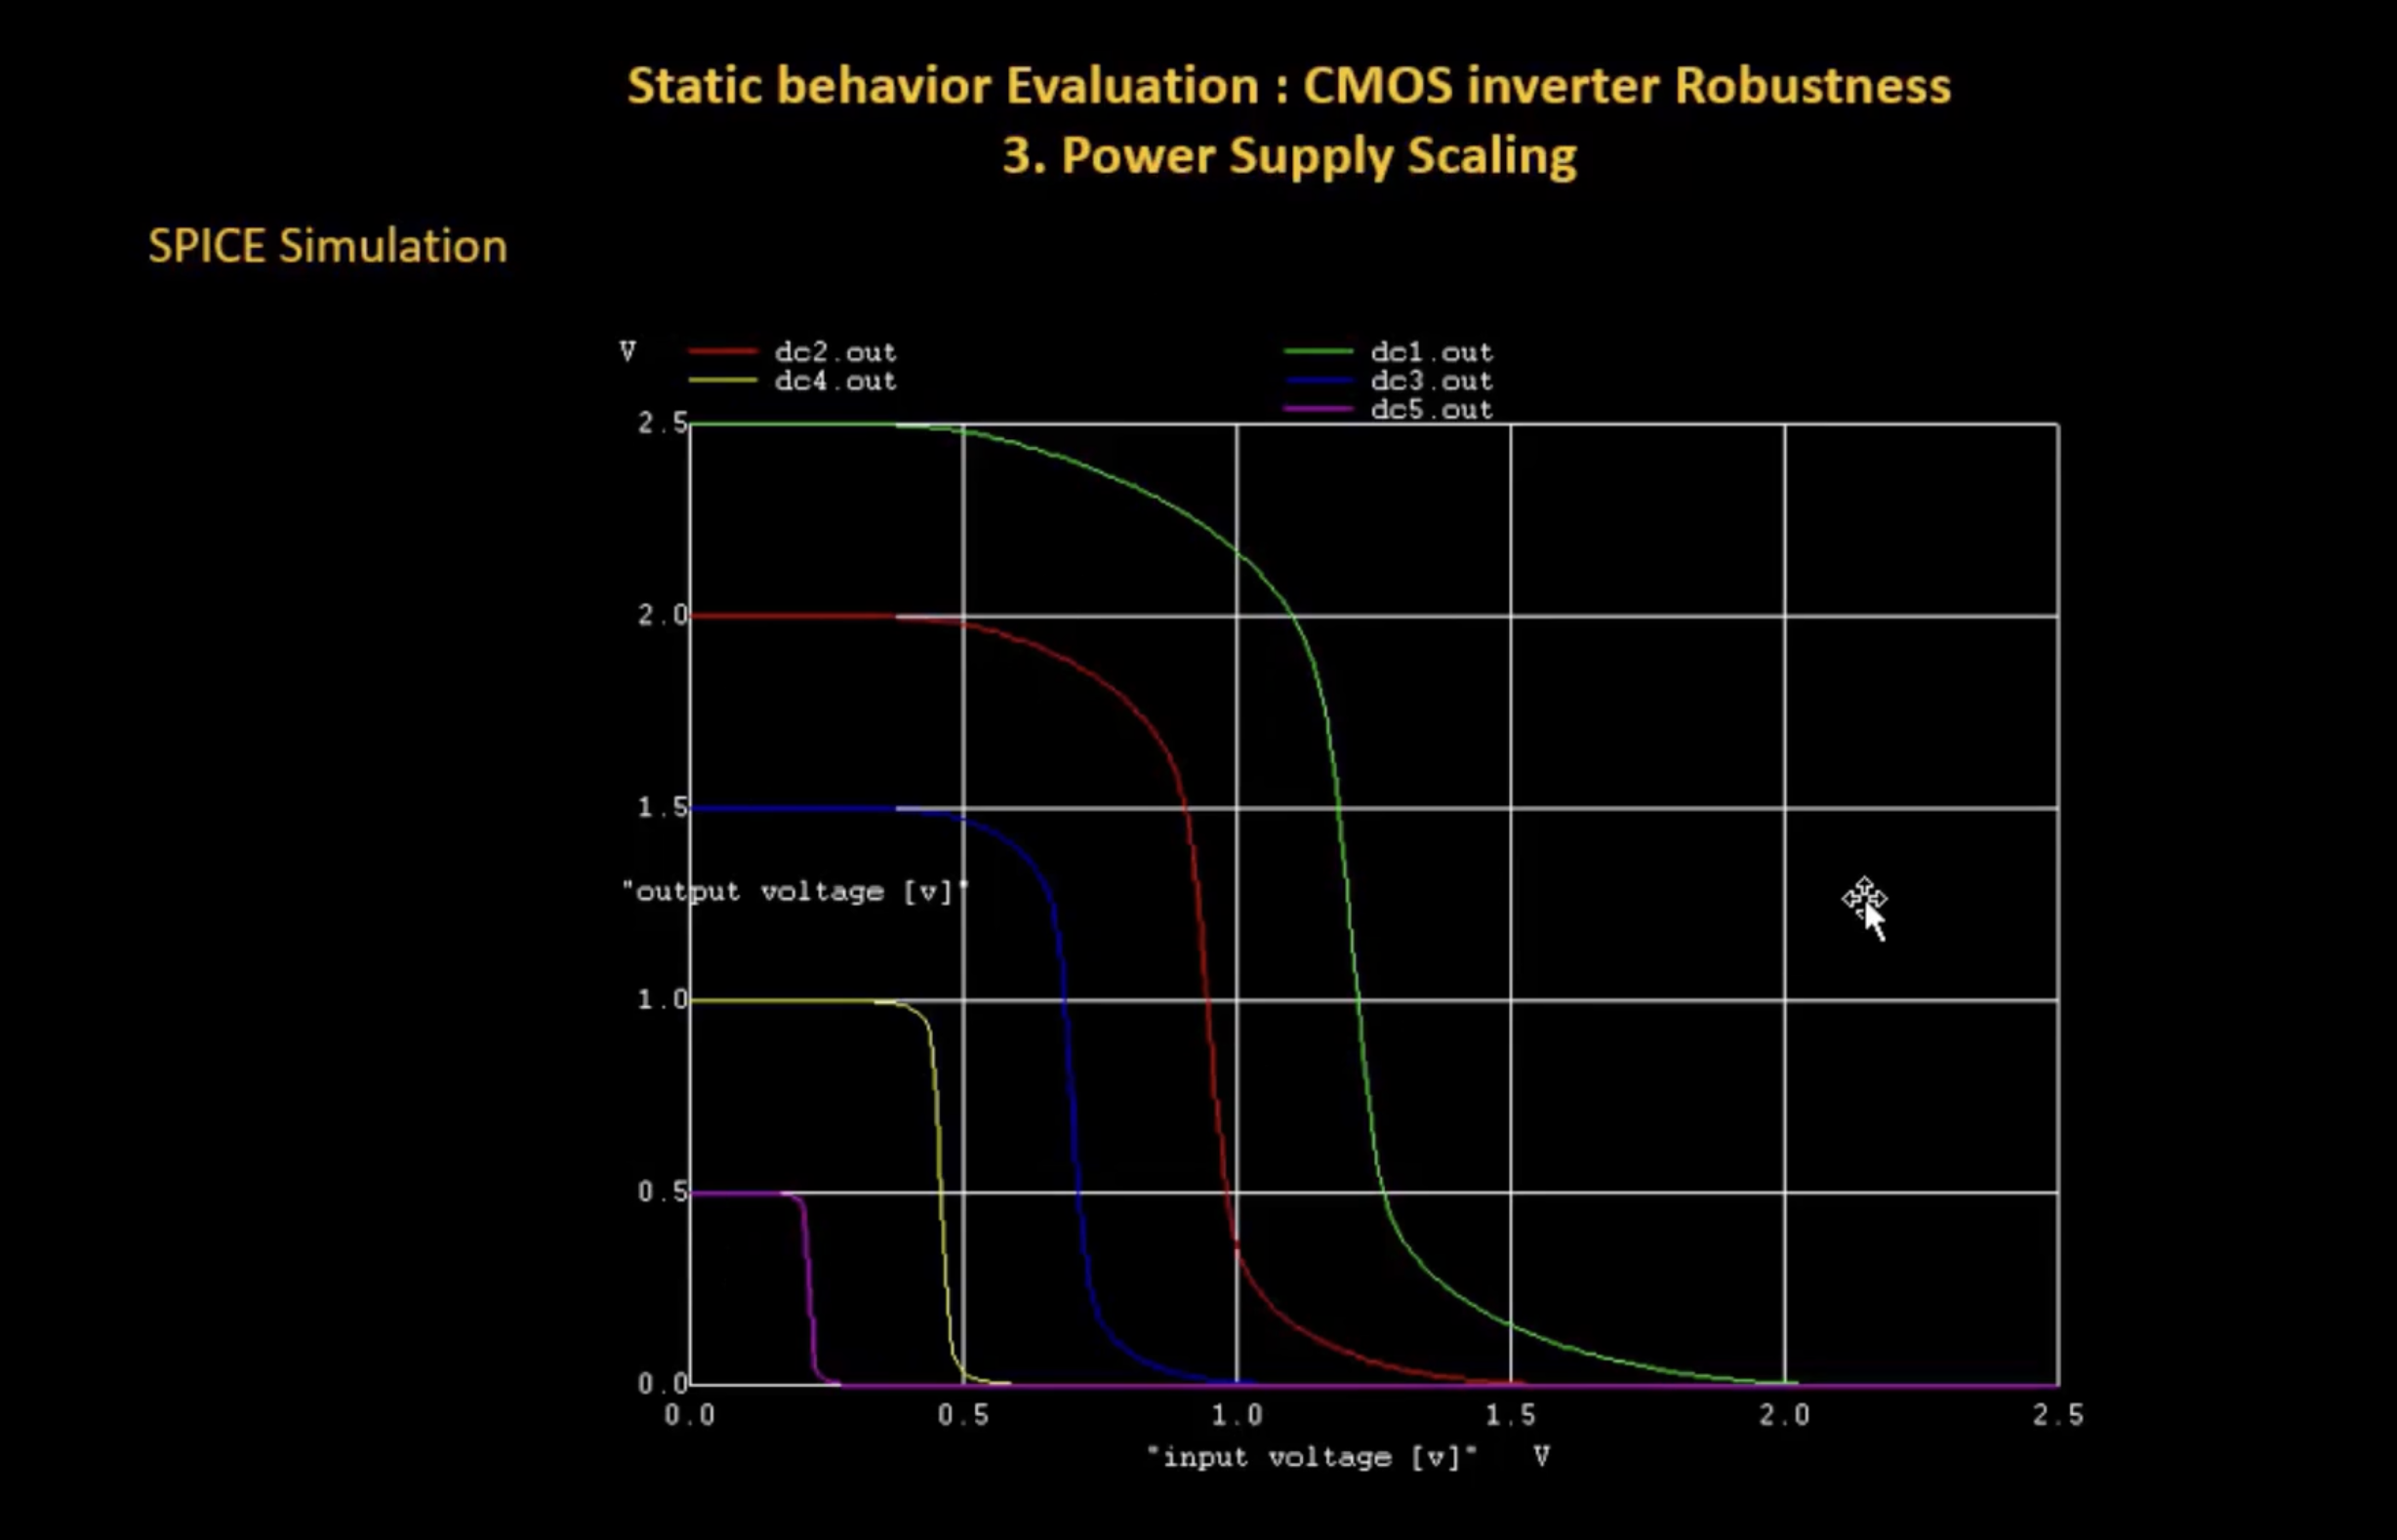 Static behavior Evaluation : CMOS inverter Robustness
3. Power Supply Scaling
SPICE Simulation
V dc2.out dc1.out
dc4.out dc3.out
dc5.out
2.5
2.0
1.5
"output voltage [v]"
1.0
0.5
0.0
0.0 0.5 1.0 1.5 2.0 2.5
"input voltage [v]" V